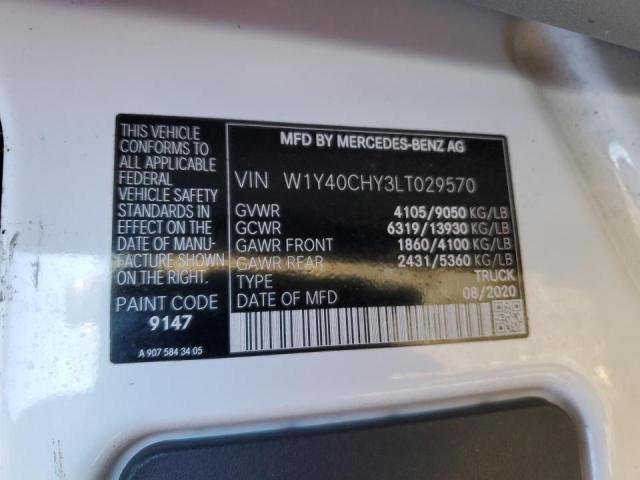 THIS VEHICLE
CONFORMS TO
ALL APPLICABLE
FEDERAL
VEHICLE SAFETY
STANDARDS IN
EFFECT ON THE
DATE OF MANU-
FACTURE SHOWN
ON THE RIGHT.
PAINT CODE
9147
A 907 584 34 05
MFD BY MERCEDES-BENZ AG
VIN W1Y40CHY3LT029570
GVWR 4105/9050 KG/LB
GCWR 6319/13930 KG/LB
GAWR FRONT 1860/4100 KG/LB
GAWR REAR 2431/5360 KG/LB
TYPE TRUCK
DATE OF MFD 08/2020